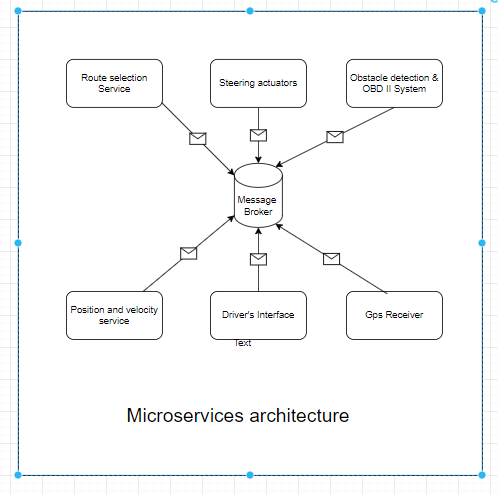 Route selection
Service
Steering actuators
Obstacle detection &
OBD II System
Message
Broker
Position and velocity
service
Driver's Interface
Gps Receiver
Text
Microservices architecture